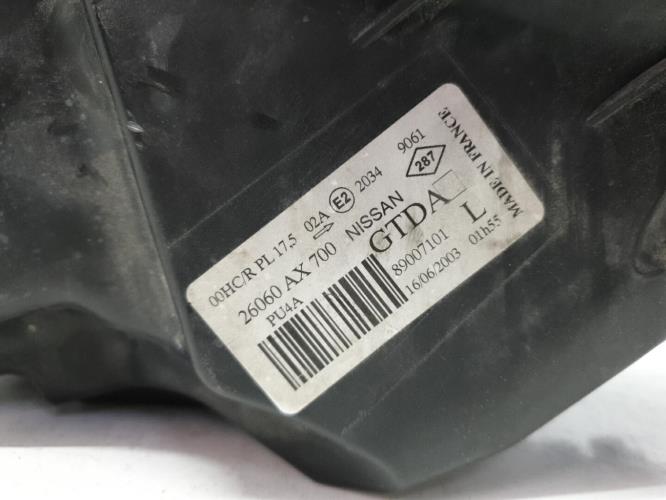 00HC/R PL 17,5 02A E2 2034 9061
26060 AX 700 NISSAN 287
PU4A GTDA
89007101 L MADE IN FRANCE
16/06/2003 01h55